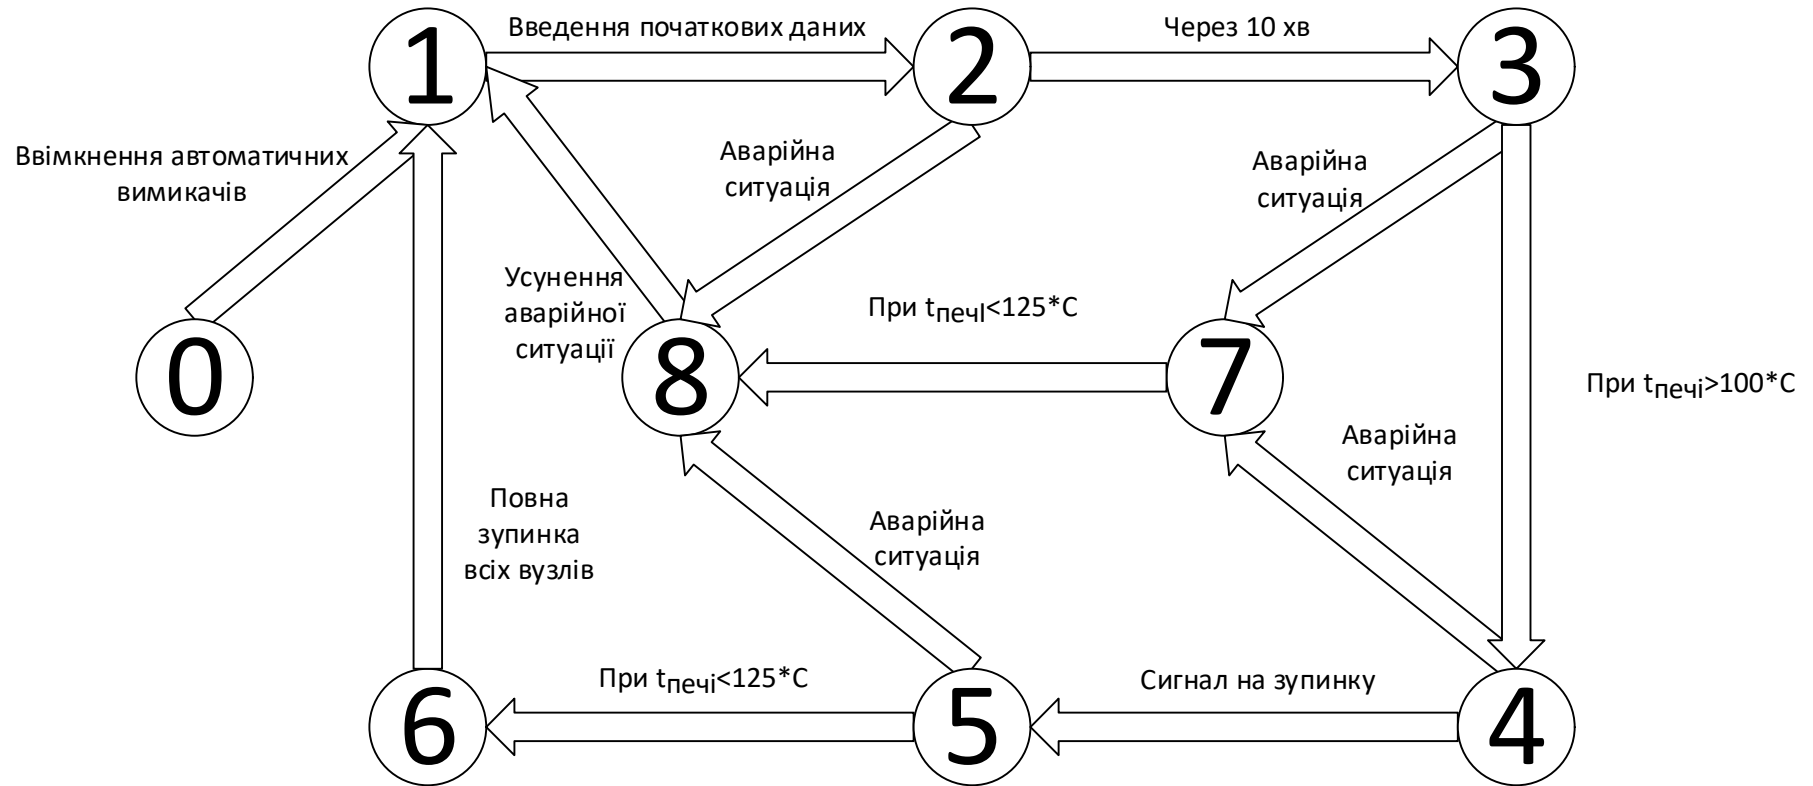 Введення початкових даних
Через 10 хв
1
2
3
Ввімкнення автоматичних
вимикачів
Аварійна
ситуація
Аварійна
ситуація
Усунення
аварійної
ситуації
При tпечІ<125*С
0
8
7
При tпечі>100*С
Аварійна
ситуація
Повна
зупинка
всіх вузлів
Аварійна
ситуація
При tпечі<125*С
Сигнал на зупинку
6
5
4